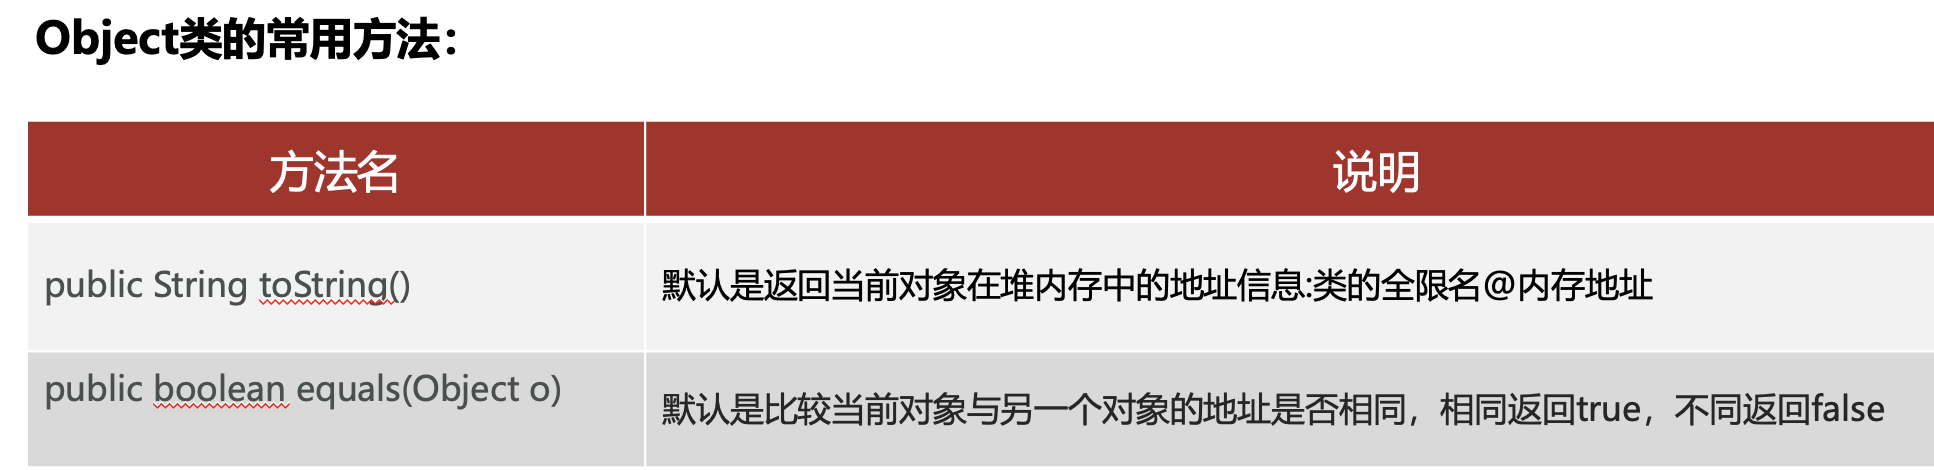 Object类的常用方法：
方法名 说明
public String toString() 默认是返回当前对象在堆内存中的地址信息:类的全限名@内存地址
public boolean equals(Object o) 默认是比较当前对象与另一个对象的地址是否相同，相同返回true，不同返回false